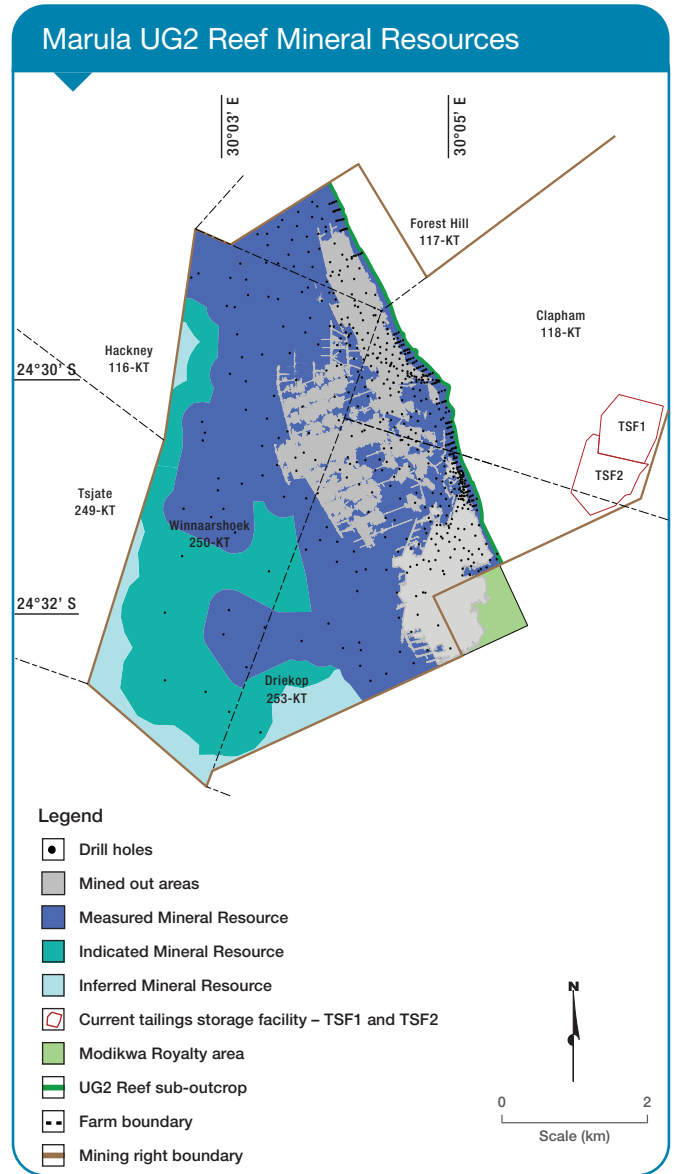 Marula UG2 Reef Mineral Resources
30°03' E
30°05' E
Forest Hill
117-KT
Clapham
118-KT
Hackney
116-KT
24°30' S
TSF1
TSF2
Tsjate
249-KT
Winnaarshoek
250-KT
24°32' S
Driekop
253-KT
Legend
Drill holes
Mined out areas
Measured Mineral Resource
Indicated Mineral Resource
Inferred Mineral Resource
Current tailings storage facility – TSF1 and TSF2
Modikwa Royalty area
UG2 Reef sub-outcrop
Farm boundary
Mining right boundary
N
0 2
Scale (km)